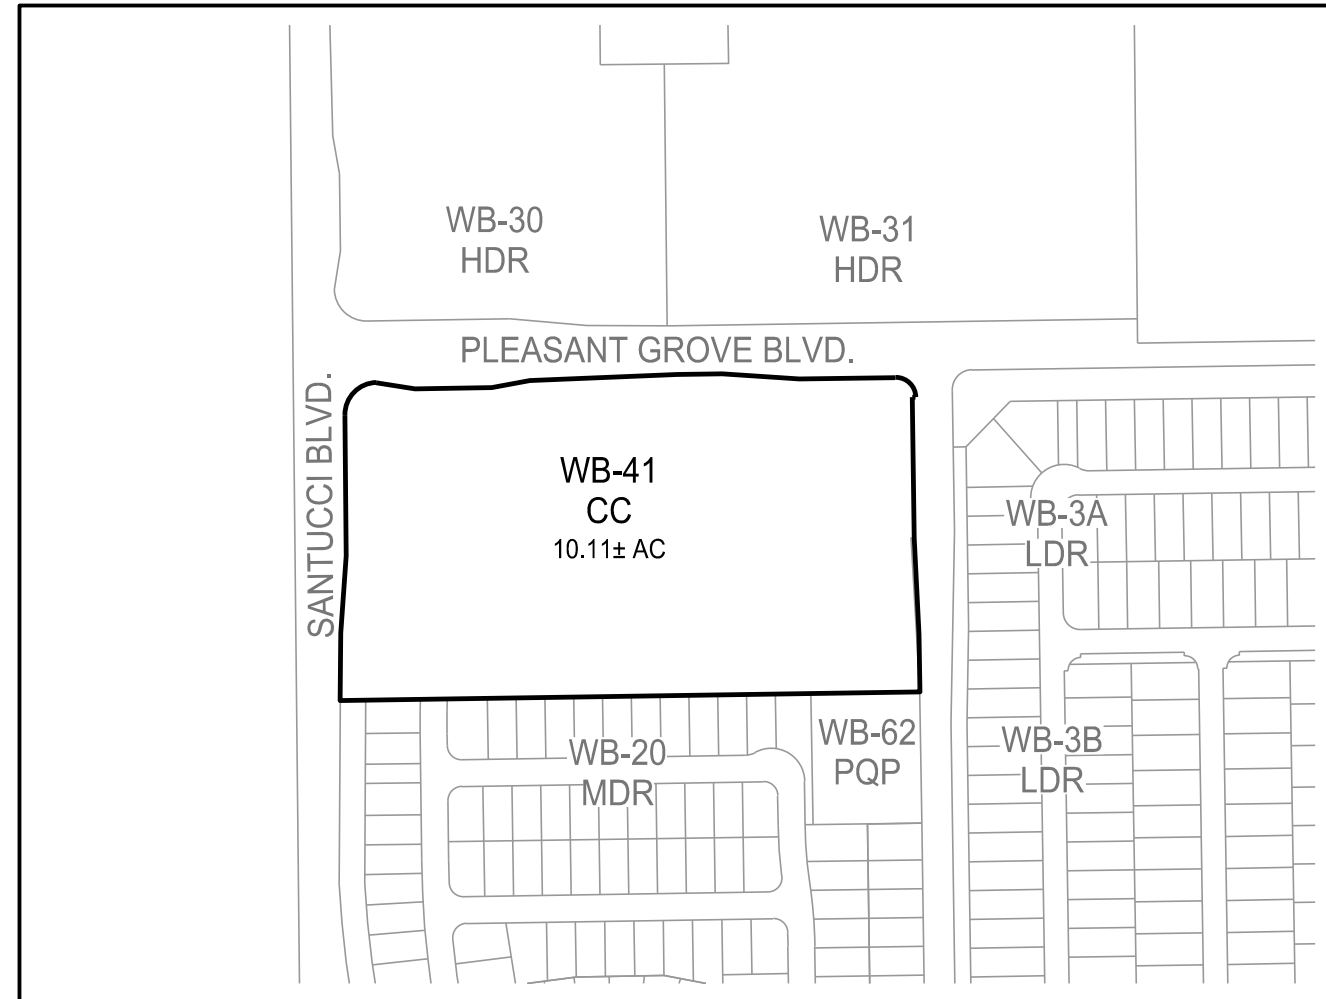 WB-30
HDR
WB-31
HDR
PLEASANT GROVE BLVD.
SANTUCCI BLVD.
WB-41
CC
10.11± AC
WB-3A
LDR
WB-20
MDR
WB-62
PQP
WB-3B
LDR